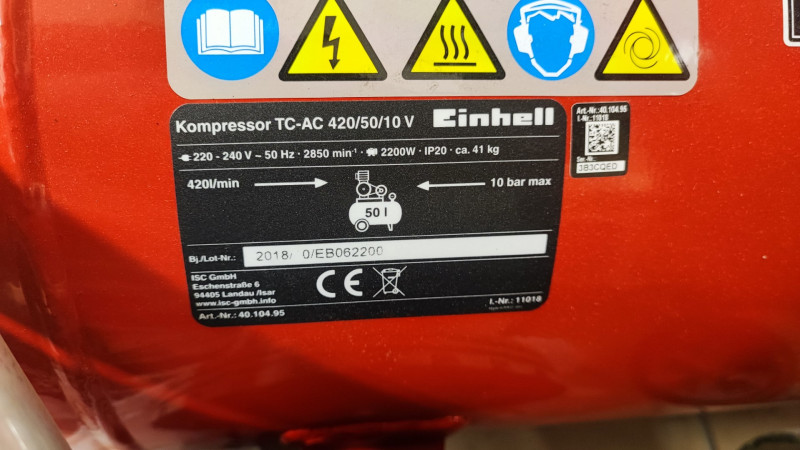 Kompressor TC-AC 420/50/10 V Einhell
220 - 240 V ~ 50 Hz · 2850 min-¹ · 2200W · IP20 · ca. 41 kg
420l/min
10 bar max
50 l
Bj./Lot-Nr.: 2018/ 0/EB062200
ISC GmbH
Eschenstraße 6
94405 Landau /Isar
www.isc-gmbh.info
CE
Art.-Nr.: 40.104.95
I.-Nr.: 11018
Art.-Nr.: 40.104.95
I.-Nr.: 11018
Ser.-Nr.:
3B3CQEO